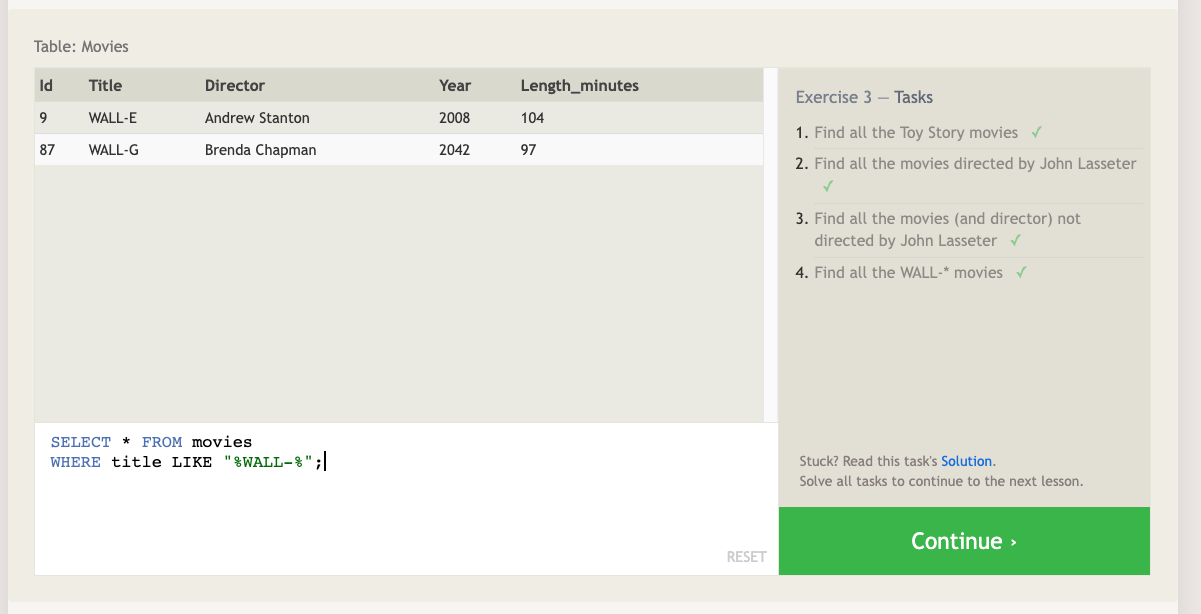 Table: Movies
Id Title Director Year Length_minutes
9 WALL-E Andrew Stanton 2008 104
87 WALL-G Brenda Chapman 2042 97
SELECT * FROM movies
WHERE title LIKE "%WALL-%";
RESET
Exercise 3 — Tasks
1. Find all the Toy Story movies ✓
2. Find all the movies directed by John Lasseter
✓
3. Find all the movies (and director) not
directed by John Lasseter ✓
4. Find all the WALL-* movies ✓
Stuck? Read this task's Solution.
Solve all tasks to continue to the next lesson.
Continue ›